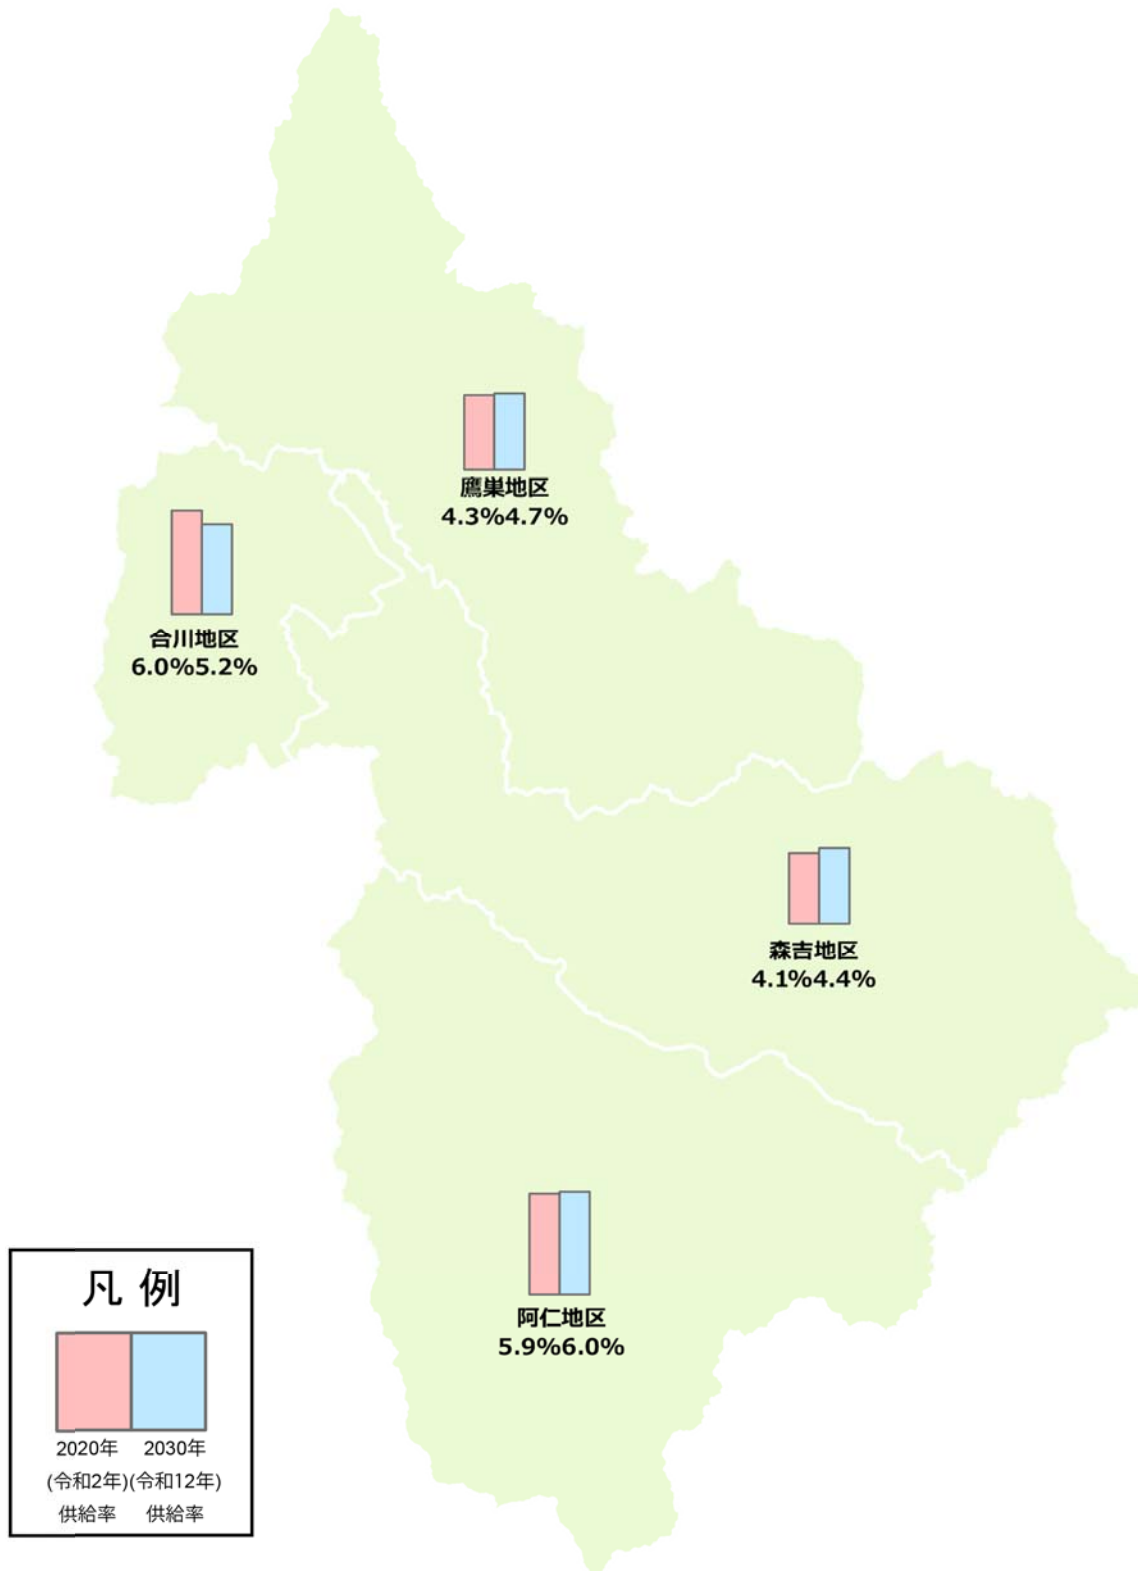 鷹巣地区
4.3%4.7%
合川地区
6.0%5.2%
森吉地区
4.1%4.4%
阿仁地区
5.9%6.0%
凡例
2020年 2030年
(令和2年)(令和12年)
供給率 供給率